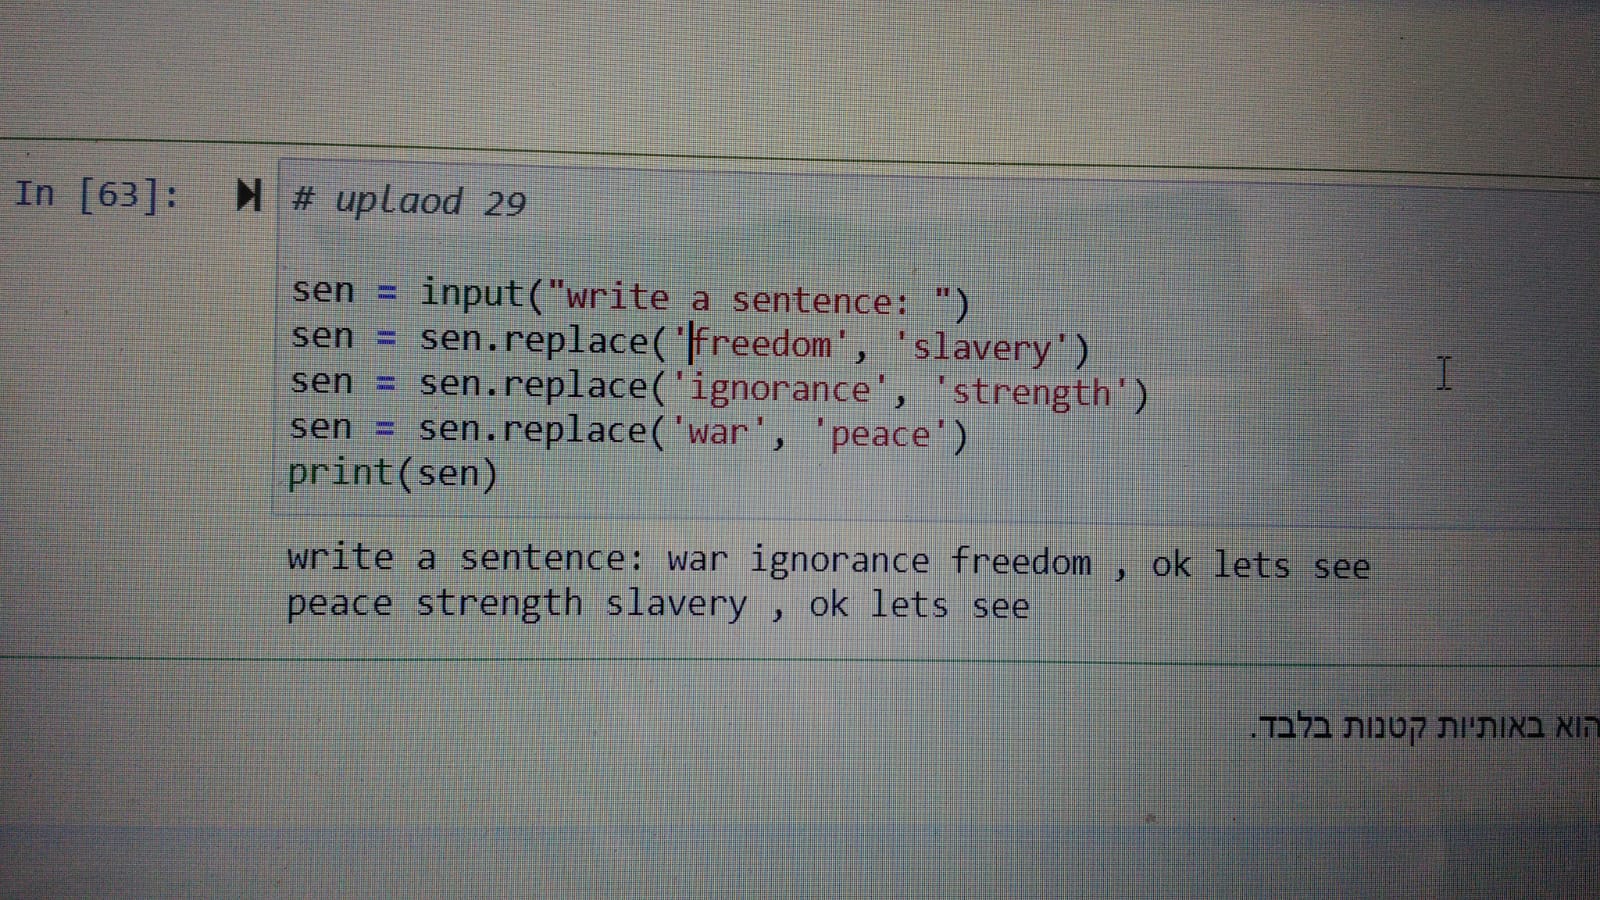 In [63]:
# uplaod 29
sen = input("write a sentence: ")
sen = sen.replace('freedom', 'slavery')
sen = sen.replace('ignorance', 'strength')
sen = sen.replace('war', 'peace')
print(sen)
write a sentence: war ignorance freedom , ok lets see
peace strength slavery , ok lets see
הוא באותיות קטנות בלבד.